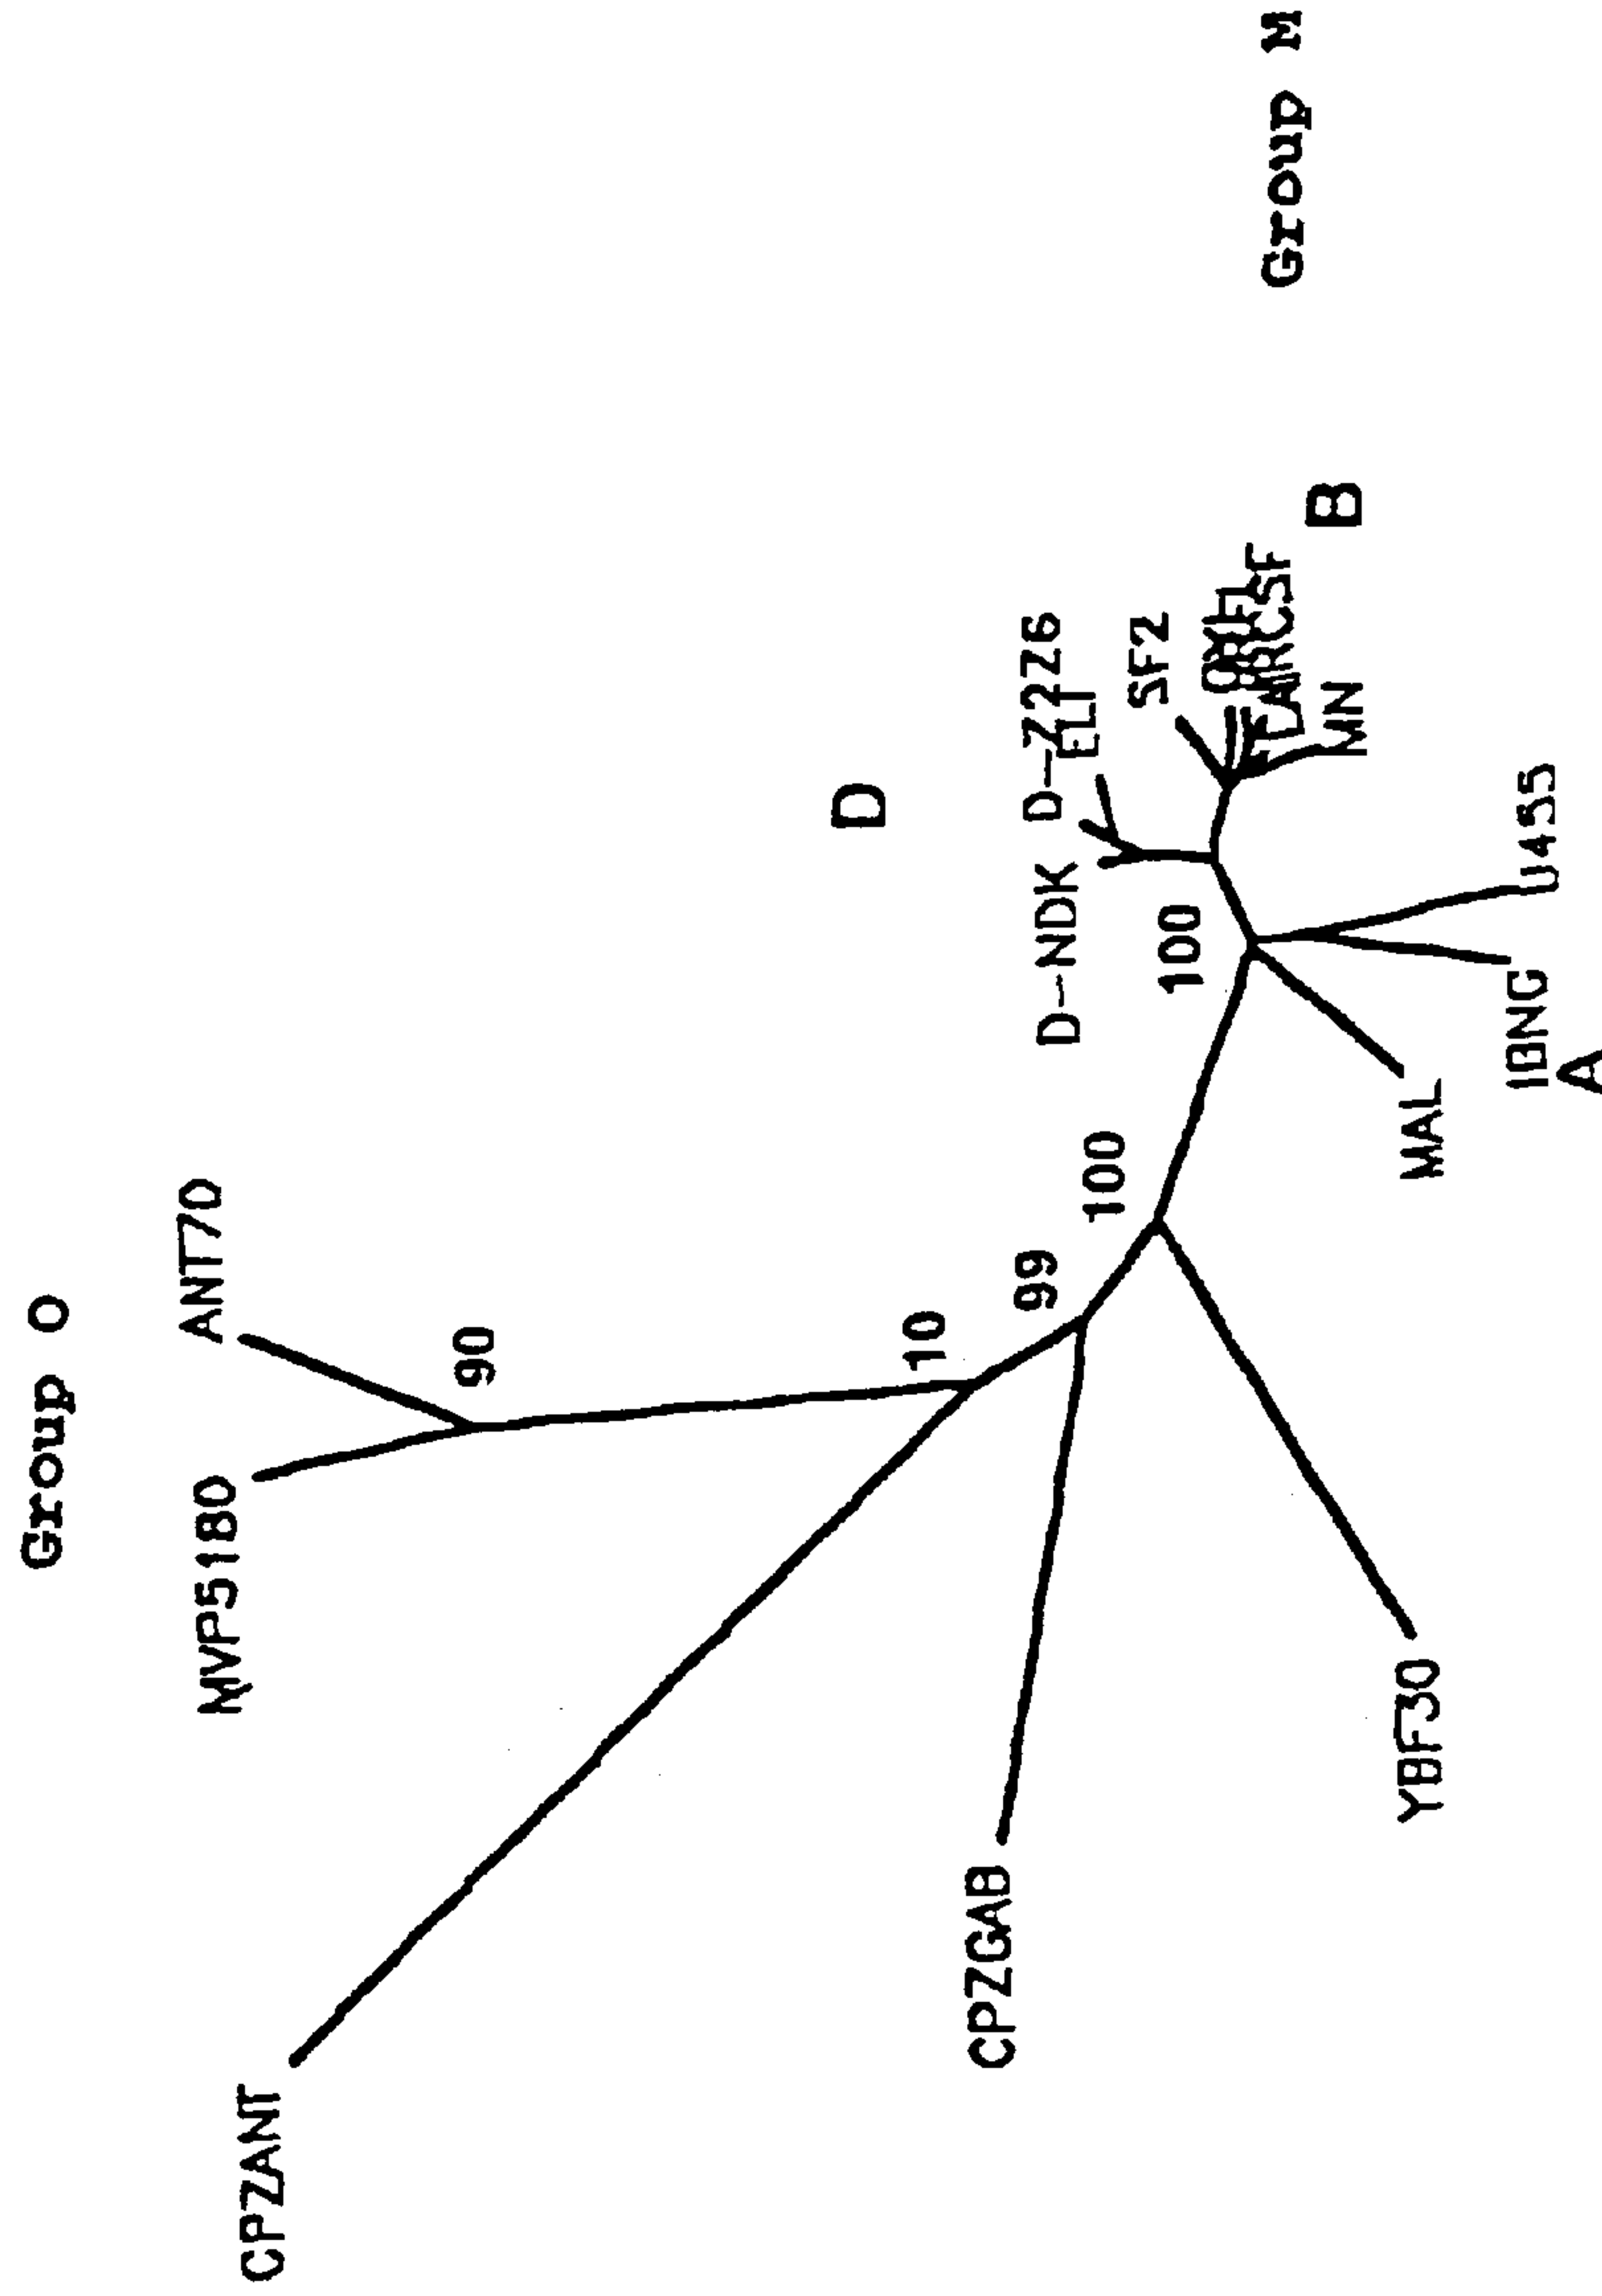 Group O
ANT70
MVP5180
90
CPZANT
10
99
100
CPZGAB
YBF30
D
D-NDK
ELI
SF2
MN
B
100
U455
IBNG
A
MAL
Group M